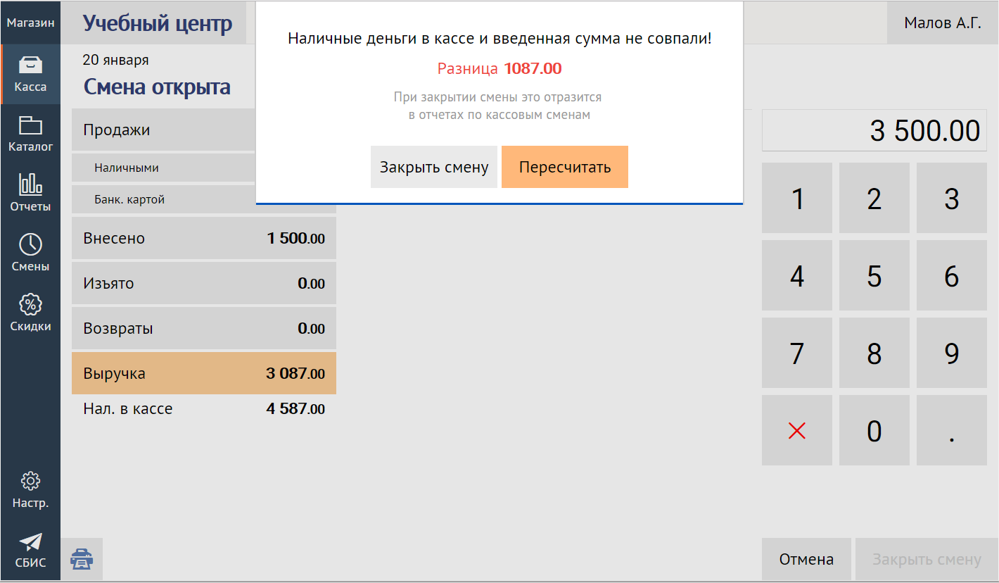 Магазин
Учебный центр
Малов А.Г.
Наличные деньги в кассе и введенная сумма не совпали!
Разница 1087.00
При закрытии смены это отразится
в отчетах по кассовым сменам
Закрыть смену
Пересчитать
20 января
Смена открыта
Касса
Каталог
Отчеты
Смены
Скидки
Настр.
СБИС
Продажи
Наличными
Банк. картой
Внесено 1 500.00
Изъято 0.00
Возвраты 0.00
Выручка 3 087.00
Нал. в кассе 4 587.00
3 500.00
1 2 3
4 5 6
7 8 9
0 .
Отмена
Закрыть смену